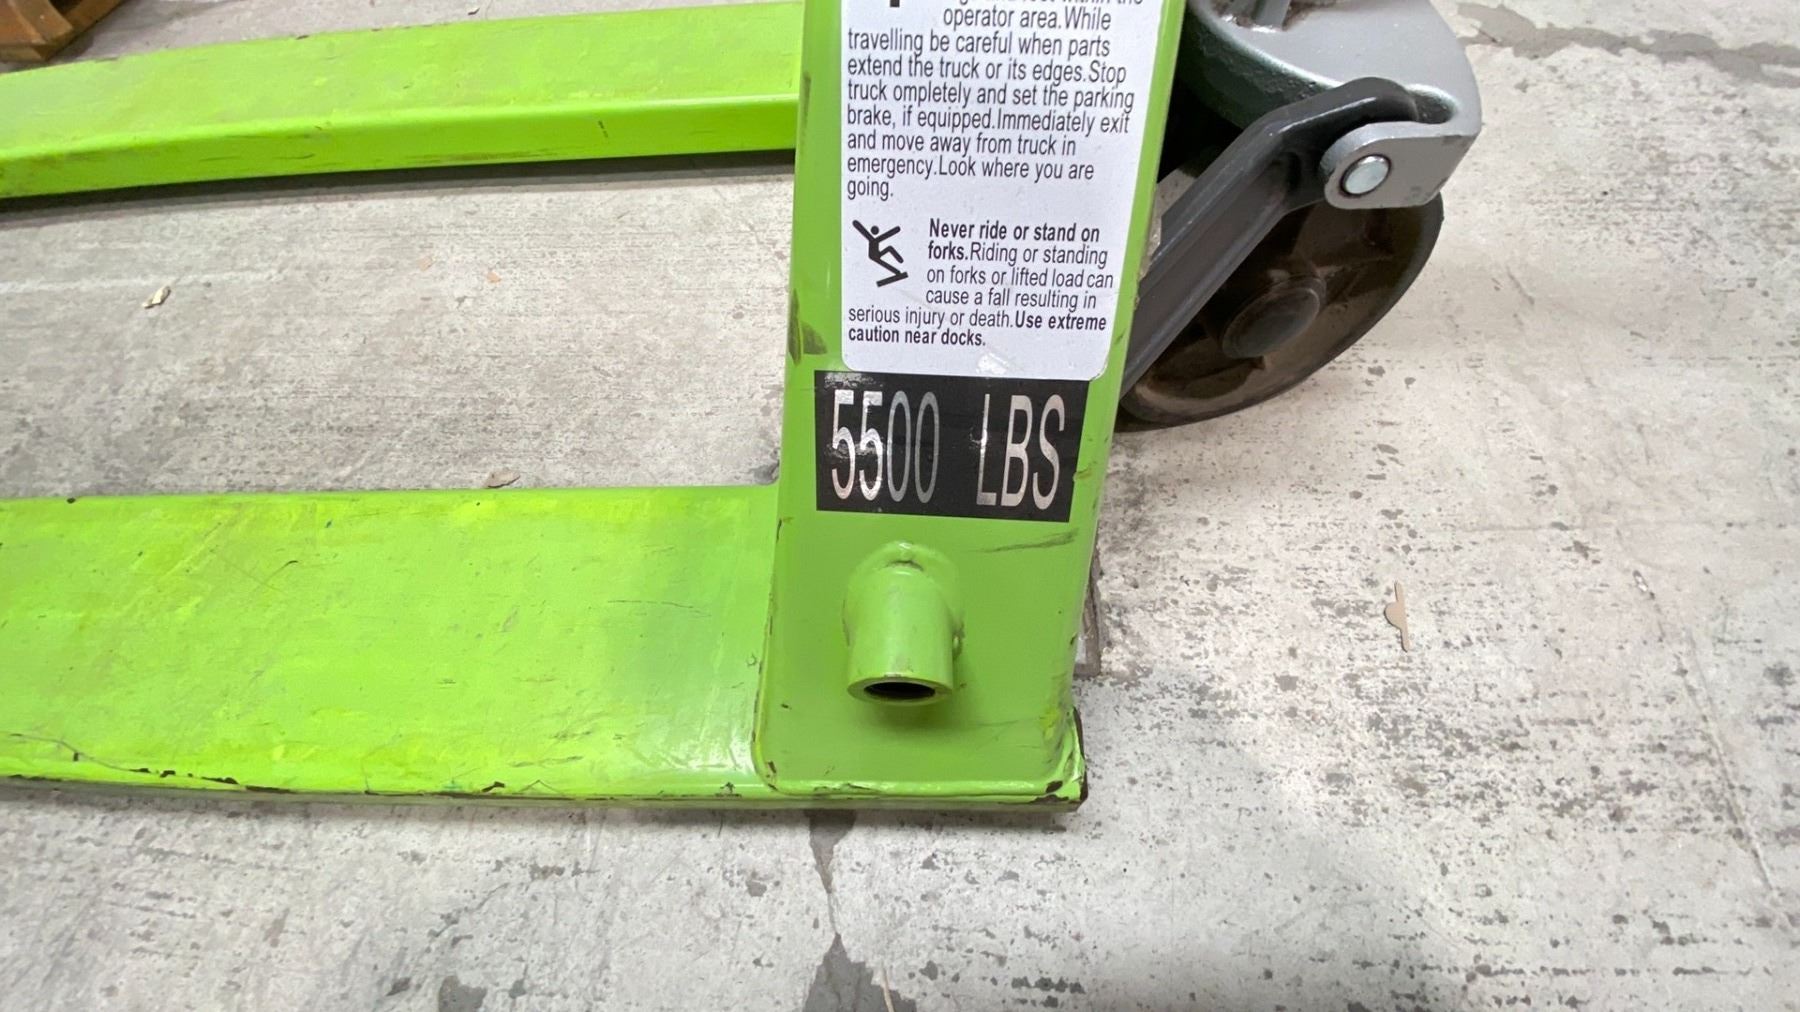 within the
operator area.While
travelling be careful when parts
extend the truck or its edges.Stop
truck ompletely and set the parking
brake, if equipped.Immediately exit
and move away from truck in
emergency.Look where you are
going.
Never ride or stand on
forks.Riding or standing
on forks or lifted load can
cause a fall resulting in
serious injury or death.Use extreme
caution near docks.
5500 LBS